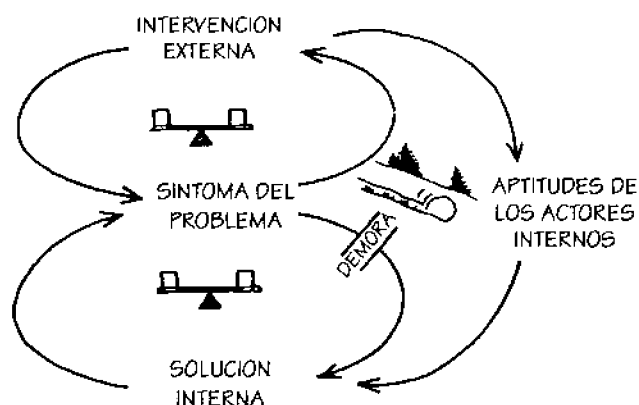 INTERVENCION
EXTERNA
SINTOMA DEL
PROBLEMA
DEMORA
APTITUDES DE
LOS ACTORES
INTERNOS
SOLUCION
INTERNA